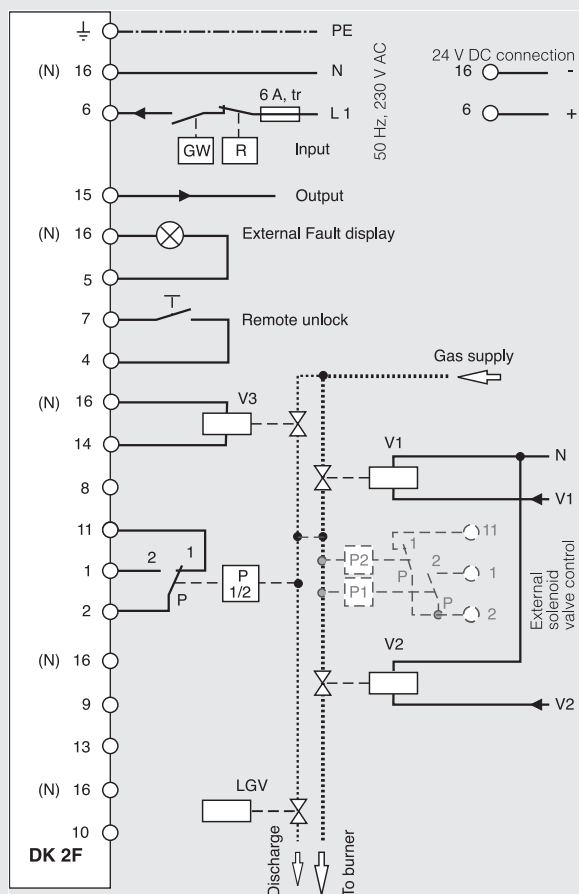 PE
24 V DC connection
(N) 16
N
16
-
6
6 A, tr
L 1
6
+
50 Hz, 230 V AC
GW
R
Input
15
Output
(N) 16
External Fault display
5
7
Remote unlock
4
Gas supply
(N) 16
V3
14
V1
N
8
V1
11
1
11
2
1
P2
2
1
P
1
P
1/2
P1
P
2
P
2
External
solenoid
valve control
(N) 16
V2
9
V2
13
(N) 16
LGV
10
DK 2F
Discharge
To burner